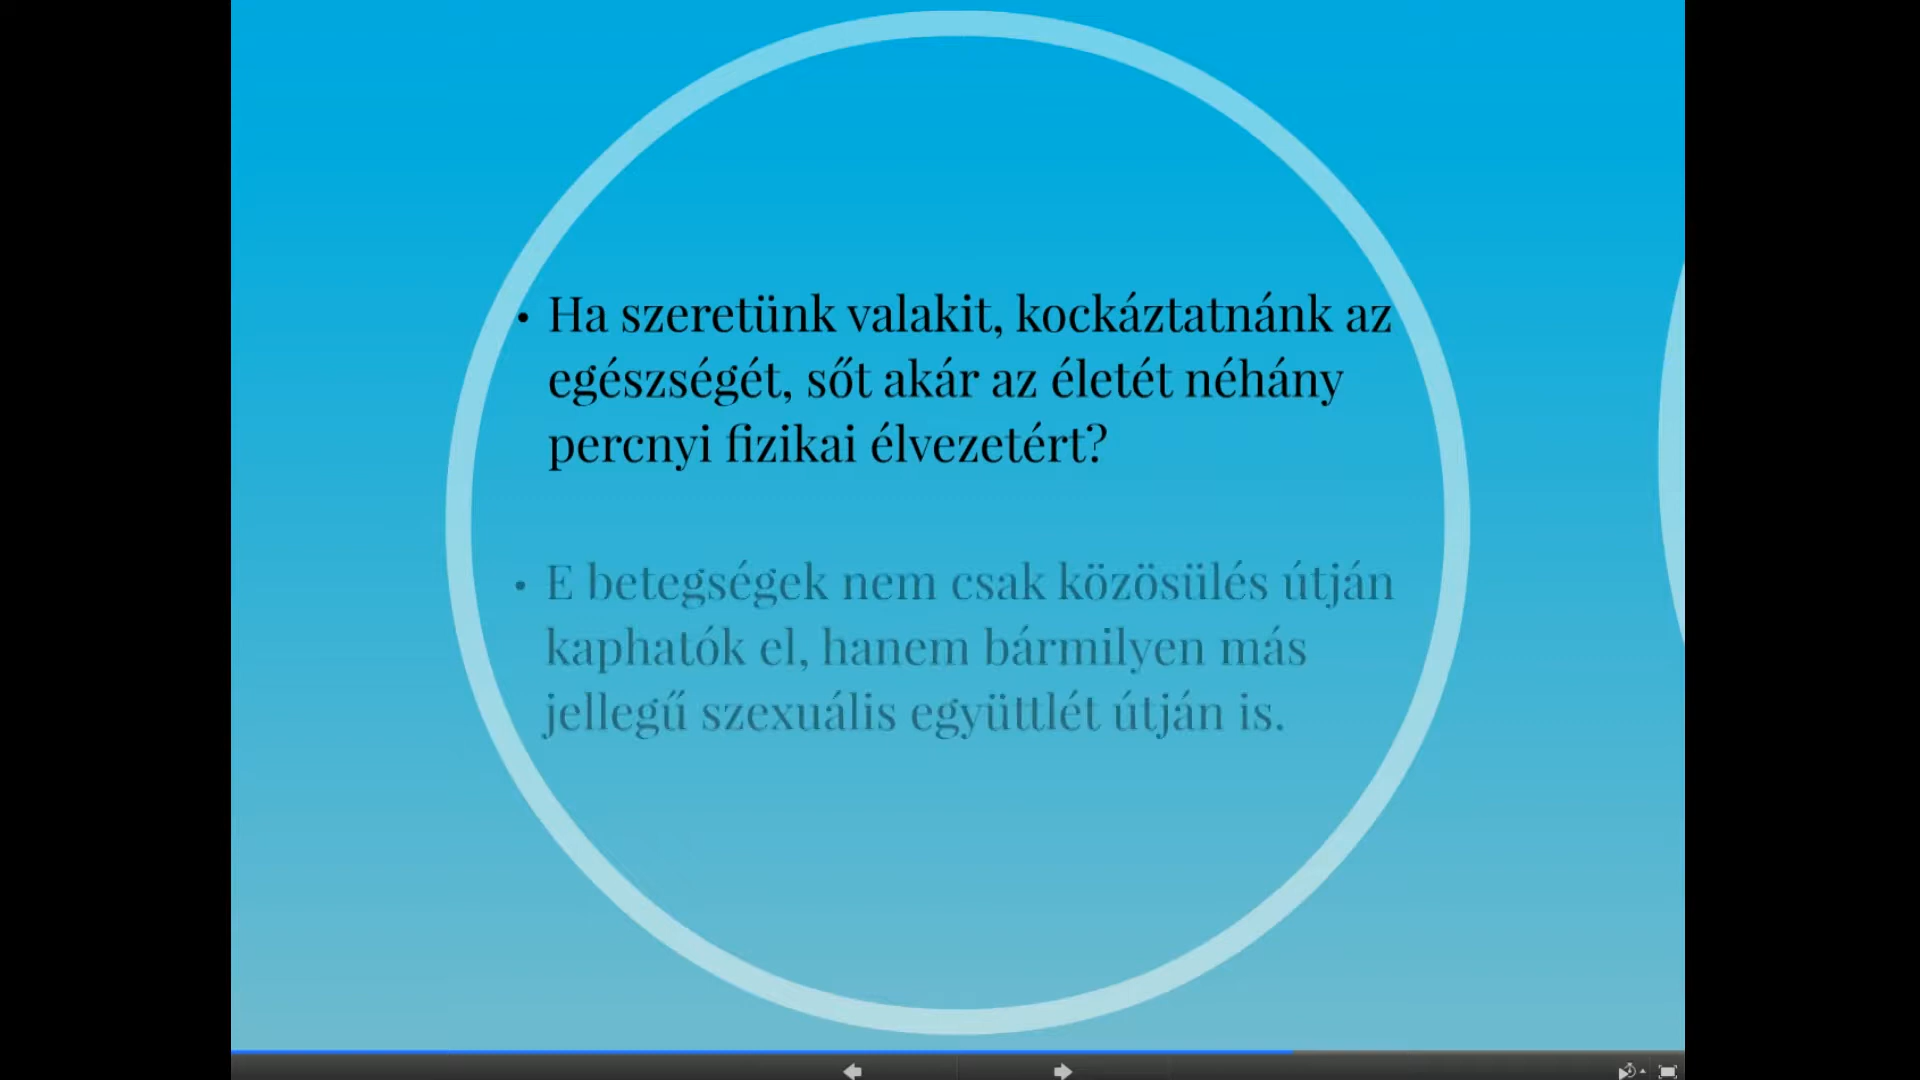 • Ha szeretünk valakit, kockáztatnánk az
egészségét, sőt akár az életét néhány
percnyi fizikai élvezetért?
• E betegségek nem csak közösülés útján
kaphatók el, hanem bármilyen más
jellegű szexuális együttlét útján is.